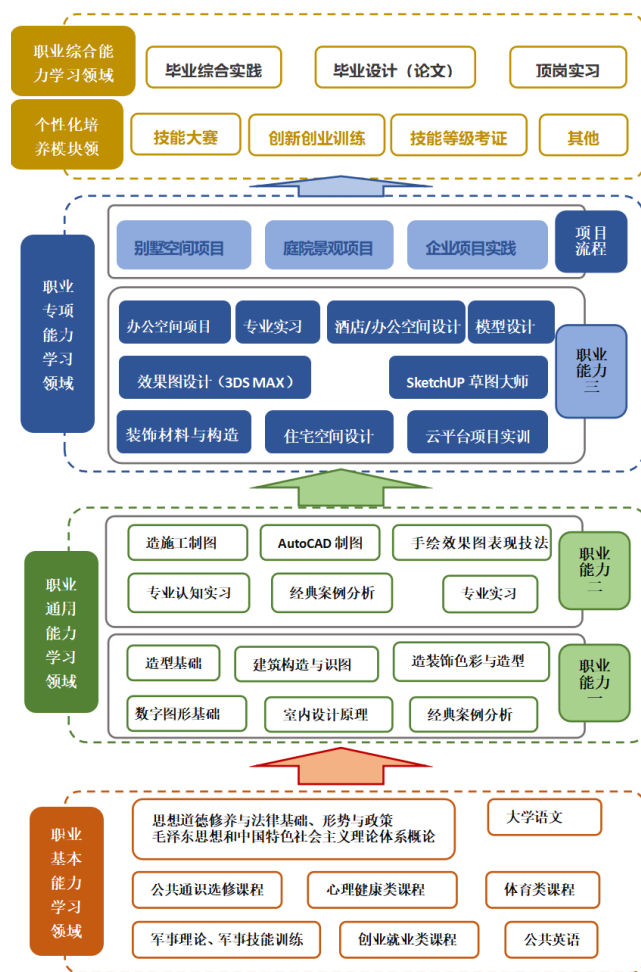 职业综合能
力学习领域
毕业综合实践
毕业设计（论文）
顶岗实习
个性化培
养模块领
技能大赛
创新创业训练
技能等级考证
其他
职业
专项
能力
学习
领域
别墅空间项目
庭院景观项目
企业项目实践
项目
流程
办公空间项目
专业实习
酒店/办公空间设计
模型设计
效果图设计（3DS MAX）
SketchUP 草图大师
装饰材料与构造
住宅空间设计
云平台项目实训
职业
能力
三
职业
通用
能力
学习
领域
造施工制图
AutoCAD 制图
手绘效果图表现技法
专业认知实习
经典案例分析
专业实习
职业
能力
二
造型基础
建筑构造与识图
造装饰色彩与造型
数字图形基础
室内设计原理
经典案例分析
职业
能力
一
职业
基本
能力
学习
领域
思想道德修养与法律基础、形势与政策
毛泽东思想和中国特色社会主义理论体系概论
大学语文
公共通识选修课程
心理健康类课程
体育类课程
军事理论、军事技能训练
创业就业类课程
公共英语